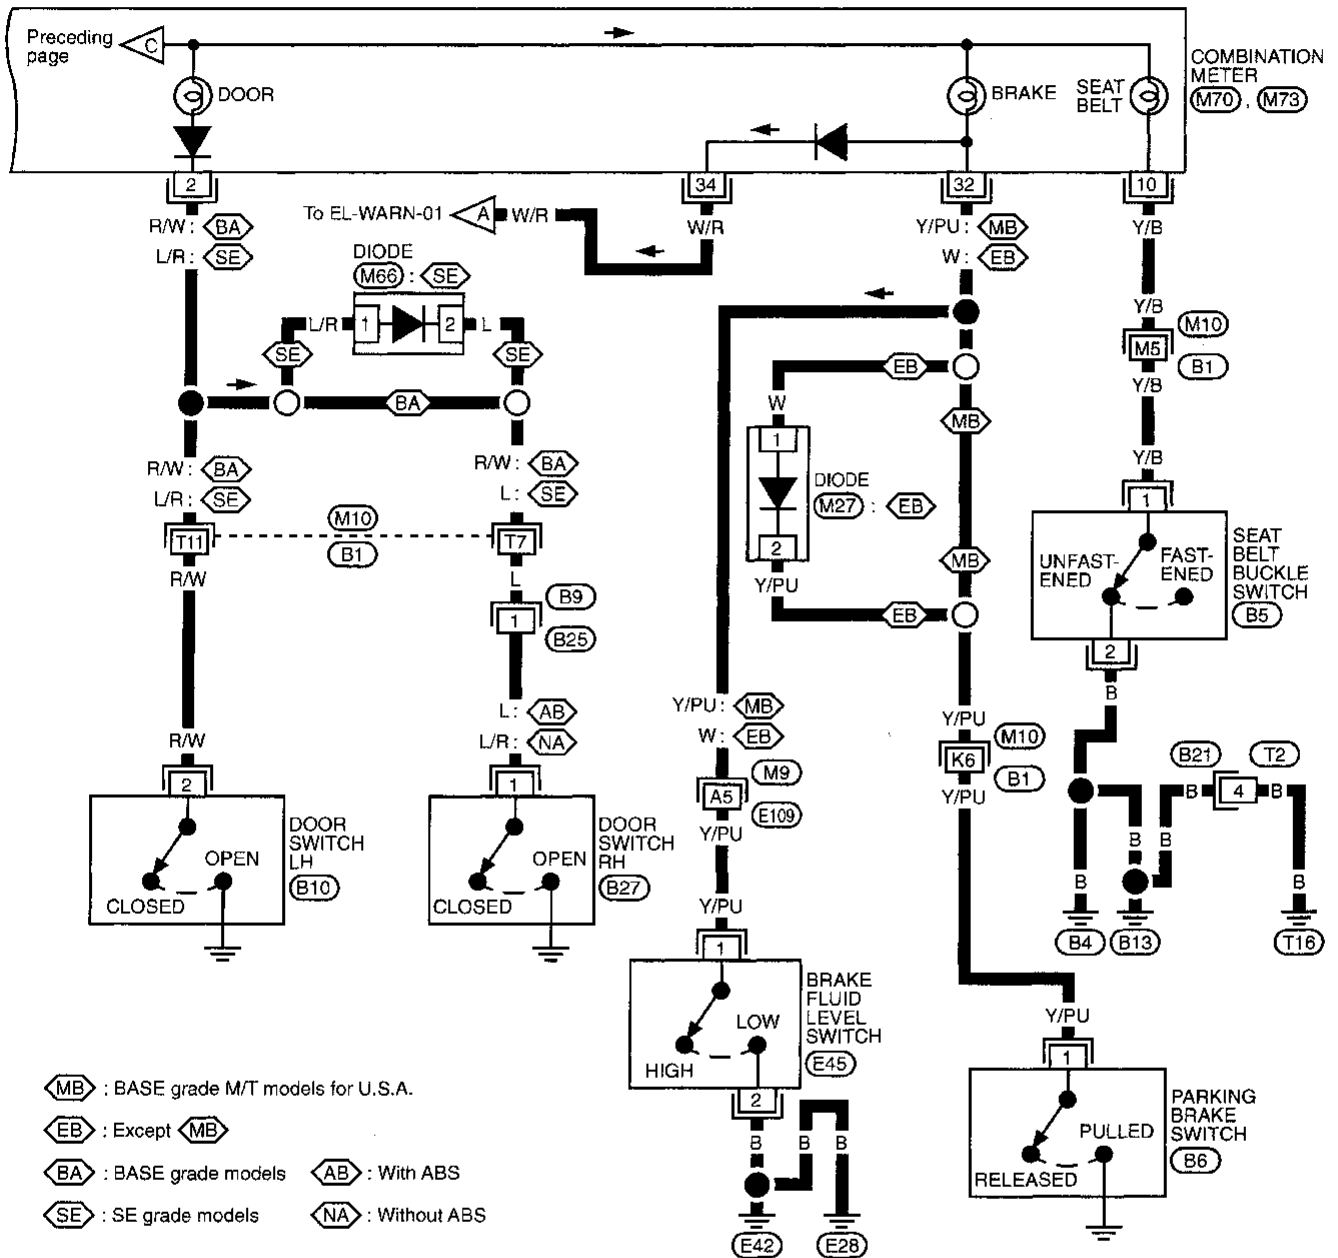 Preceding
page
C
DOOR
BRAKE
SEAT
BELT
COMBINATION
METER
M70 , M73
2
34
32
10
R/W : BA
L/R : SE
To EL-WARN-01
A
W/R
W/R
Y/PU : MB
W : EB
Y/B
DIODE
M66 : SE
L/R
1
2
L
SE
SE
BA
Y/B
M10
M5
B1
Y/B
EB
W
MB
1
DIODE
M27 : EB
2
Y/PU
MB
EB
R/W : BA
L/R : SE
R/W : BA
L : SE
T11
M10
B1
T7
R/W
L
B9
1
B25
Y/B
1
UNFAST-
ENED
FAST-
ENED
SEAT
BELT
BUCKLE
SWITCH
B5
2
B
L : AB
L/R : NA
R/W
Y/PU : MB
W : EB
M9
A5
E109
Y/PU
Y/PU
M10
K6
B1
Y/PU
B21
T2
B
4
B
B
B
B
B
B4
B13
T16
2
OPEN
CLOSED
DOOR
SWITCH
LH
B10
1
OPEN
CLOSED
DOOR
SWITCH
RH
B27
Y/PU
1
LOW
HIGH
BRAKE
FLUID
LEVEL
SWITCH
E45
2
B
B
B
E42
E28
Y/PU
1
PULLED
RELEASED
PARKING
BRAKE
SWITCH
B6
MB : BASE grade M/T models for U.S.A.
EB : Except MB
BA : BASE grade models
AB : With ABS
SE : SE grade models
NA : Without ABS